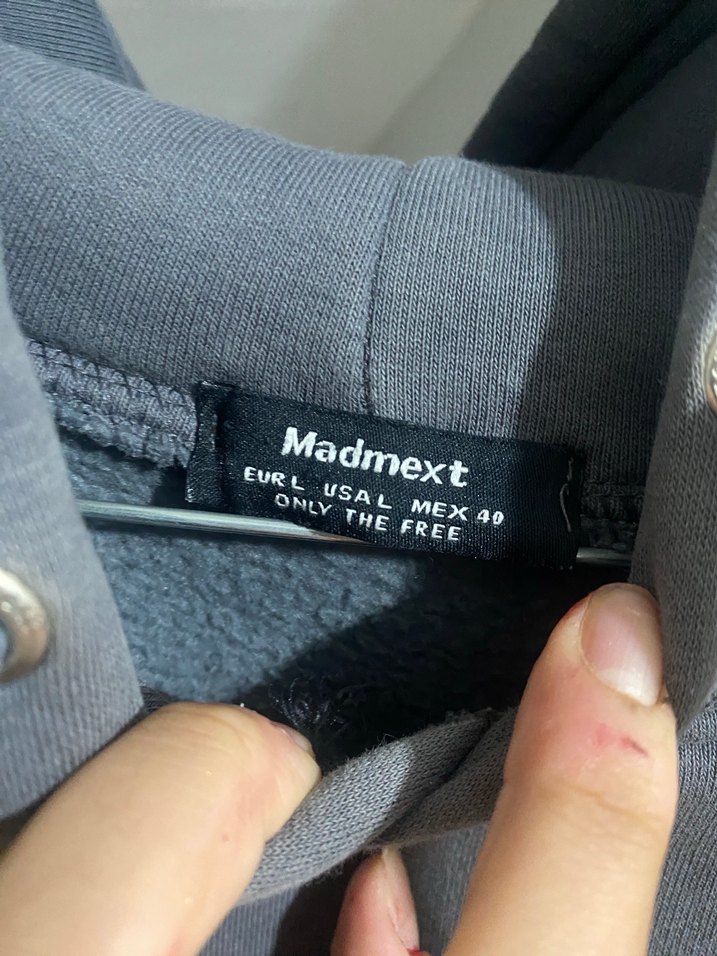 Madmext
EUR L USA L MEX 40
ONLY THE FREE